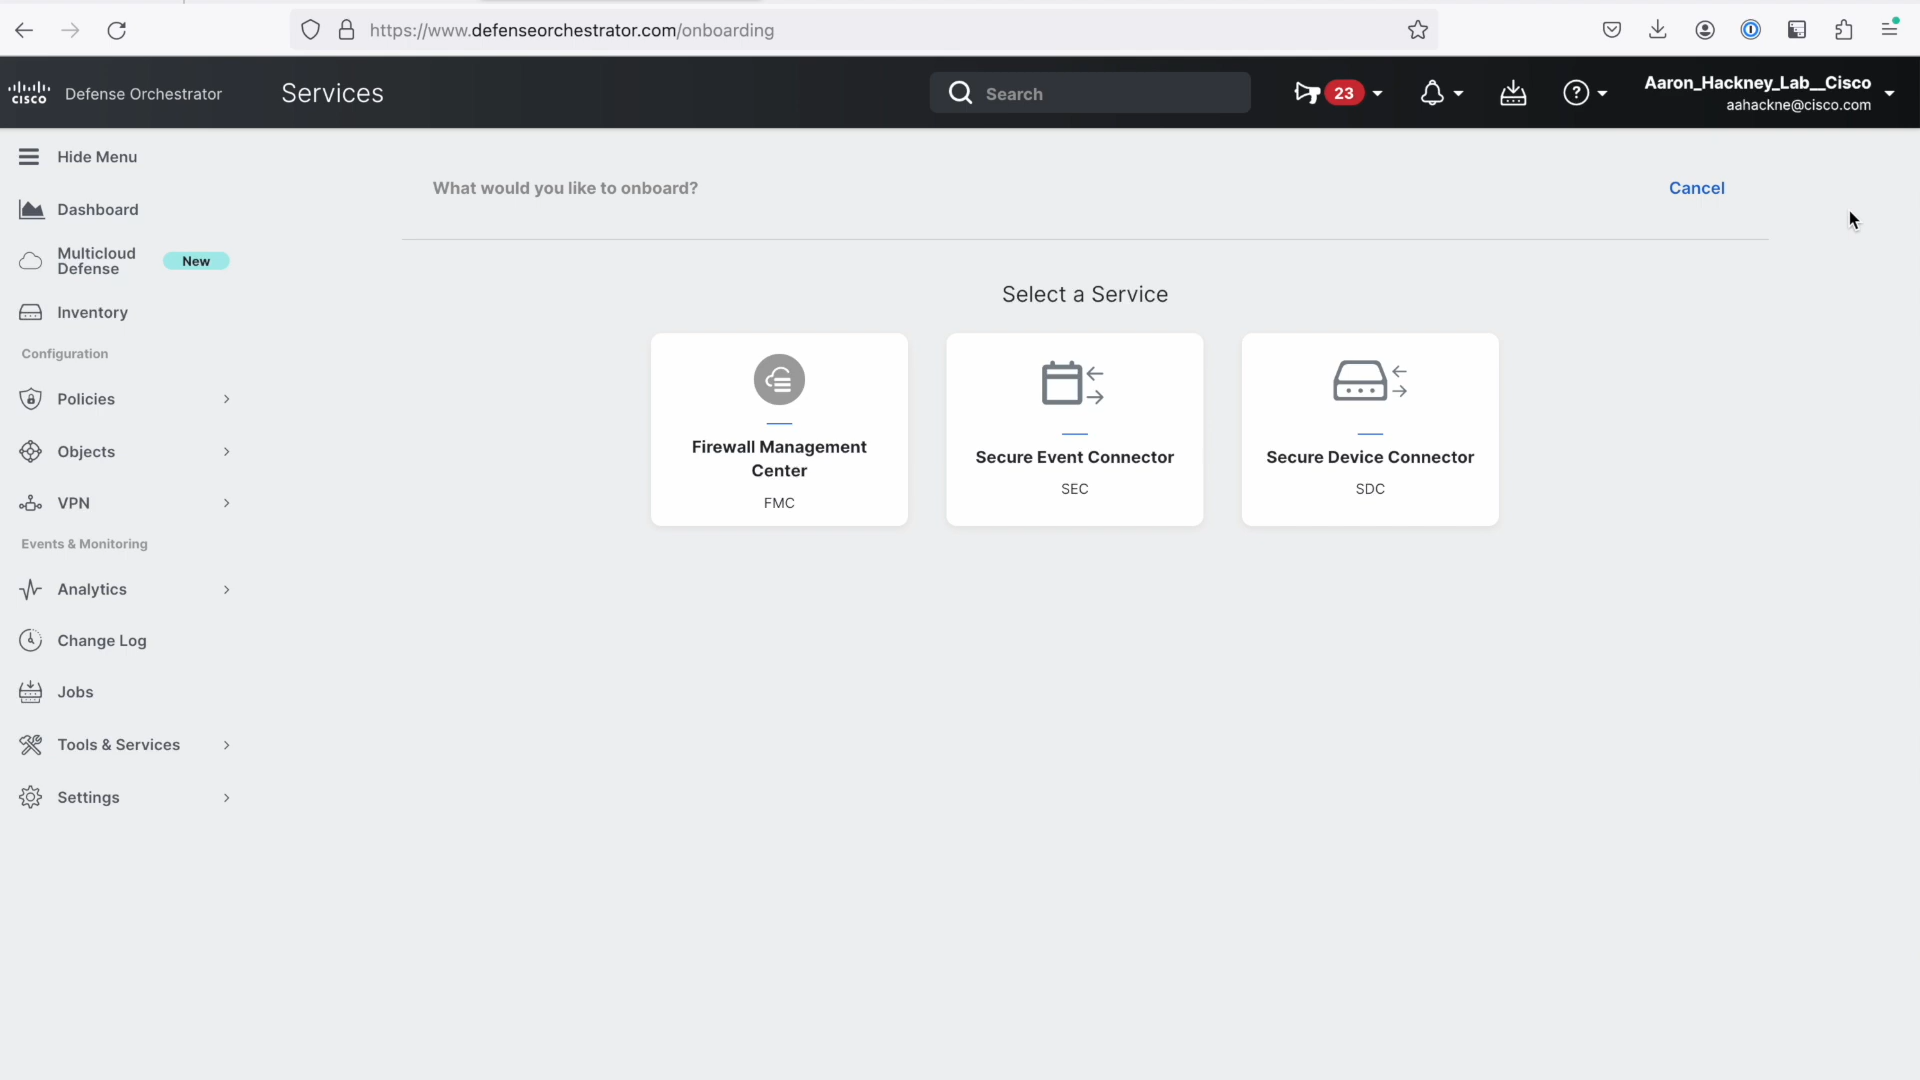 https://www.defenseorchestrator.com/onboarding
cisco
Defense Orchestrator
Services
Search
23
Aaron_Hackney_Lab__Cisco
aahackne@cisco.com
Hide Menu
Dashboard
Multicloud
Defense
New
Inventory
Configuration
Policies
Objects
VPN
Events & Monitoring
Analytics
Change Log
Jobs
Tools & Services
Settings
What would you like to onboard?
Cancel
Select a Service
Firewall Management
Center
FMC
Secure Event Connector
SEC
Secure Device Connector
SDC